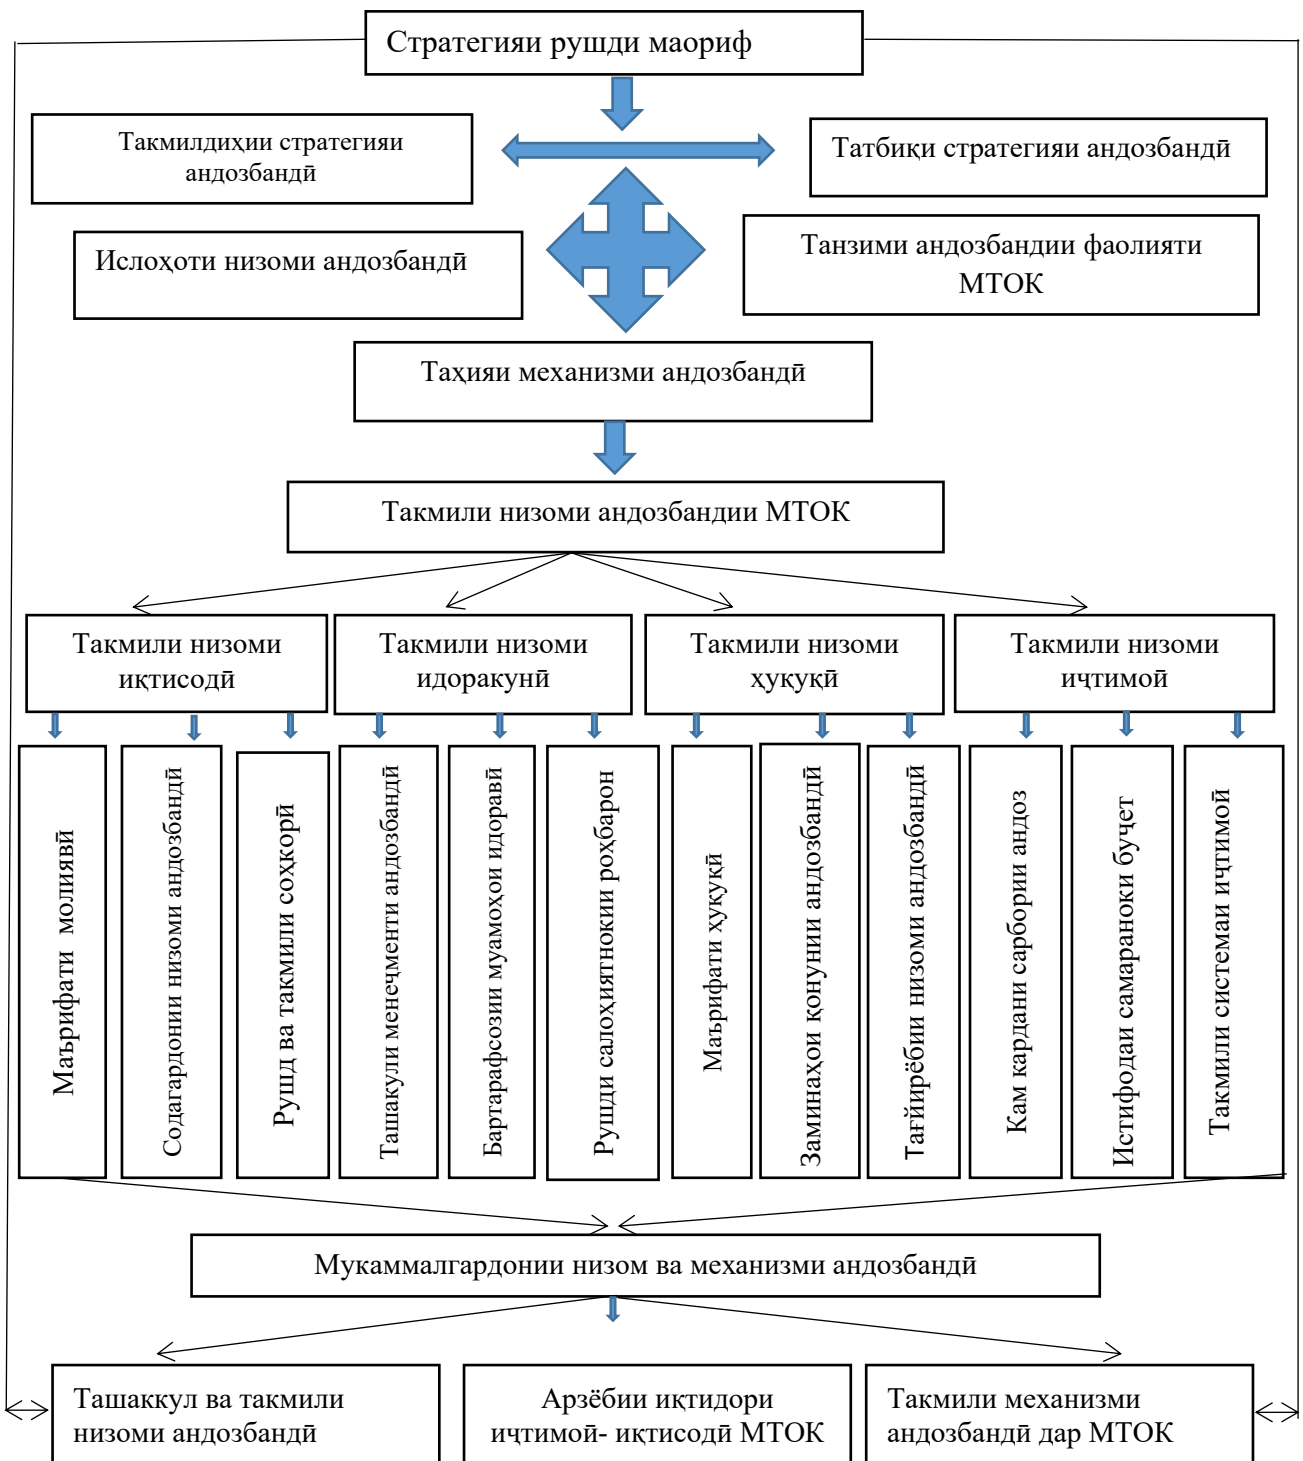 Стратегияи рушди маориф
Такмилдиҳии стратегияи
андозбандӣ
Татбиқи стратегияи андозбандӣ
Ислоҳоти низоми андозбандӣ
Танзими андозбандии фаолияти
МТОК
Таҳияи механизми андозбандӣ
Такмили низоми андозбандии МТОК
Такмили низоми
иқтисодӣ
Такмили низоми
идоракунӣ
Такмили низоми
ҳуқуқӣ
Такмили низоми
иҷтимоӣ
Маърифати молиявӣ
Содагардонии низоми андозбандӣ
Рушд ва такмили соҳкорӣ
Ташакули менеҷменти андозбандӣ
Бартарафсозии муамоҳои идоравӣ
Рушди салоҳиятнокии роҳбарон
Маърифати ҳуқуқӣ
Заминаҳои қонунии андозбандӣ
Тағйирёбии низоми андозбандӣ
Кам кардани сарбории андоз
Истифодаи самараноки буҷет
Такмили системаи иҷтимоӣ
Мукаммалгардонии низом ва механизми андозбандӣ
Ташаккул ва такмили
низоми андозбандӣ
Арзёбии иқтидори
иҷтимоӣ- иқтисодӣ МТОК
Такмили механизми
андозбандӣ дар МТОК